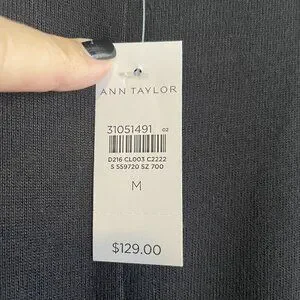 ANN TAYLOR
31051491 02
D216 CL003 C2222
S 559720 SZ 700
M
$129.00